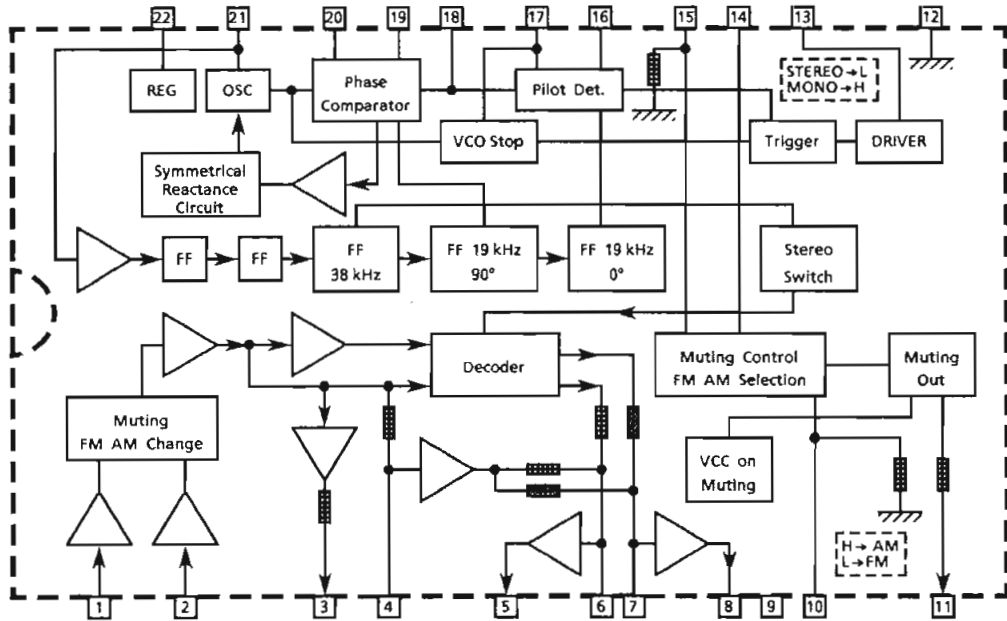 22 21 20 19 18 17 16 15 14 13 12
REG
OSC
Phase
Comparator
Pilot Det.
STEREO→L
MONO→H
VCO Stop
Trigger
DRIVER
Symmetrical
Reactance
Circuit
FF
FF
FF
38 kHz
FF 19 kHz
90°
FF 19 kHz
0°
Stereo
Switch
Decoder
Muting Control
FM AM Selection
Muting
Out
Muting
FM AM Change
VCC on
Muting
H→AM
L→FM
1 2 3 4 5 6 7 8 9 10 11